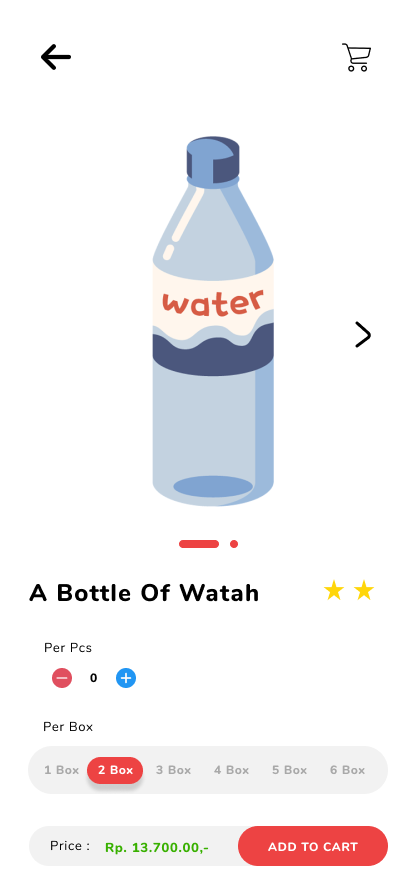 water
A Bottle Of Watah
Per Pcs
0
Per Box
1 Box 2 Box 3 Box 4 Box 5 Box 6 Box
Price : Rp. 13.700.00,- ADD TO CART